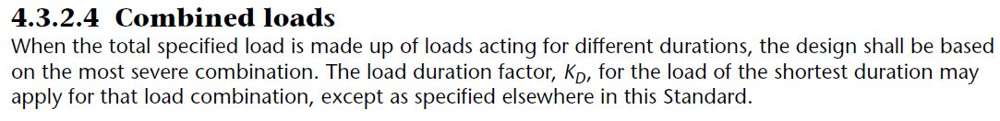 4.3.2.4 Combined loads
When the total specified load is made up of loads acting for different durations, the design shall be based
on the most severe combination. The load duration factor, KD, for the load of the shortest duration may
apply for that load combination, except as specified elsewhere in this Standard.